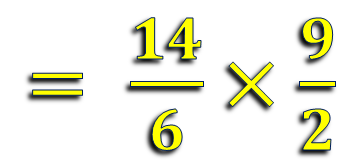 = 14/6 × 9/2